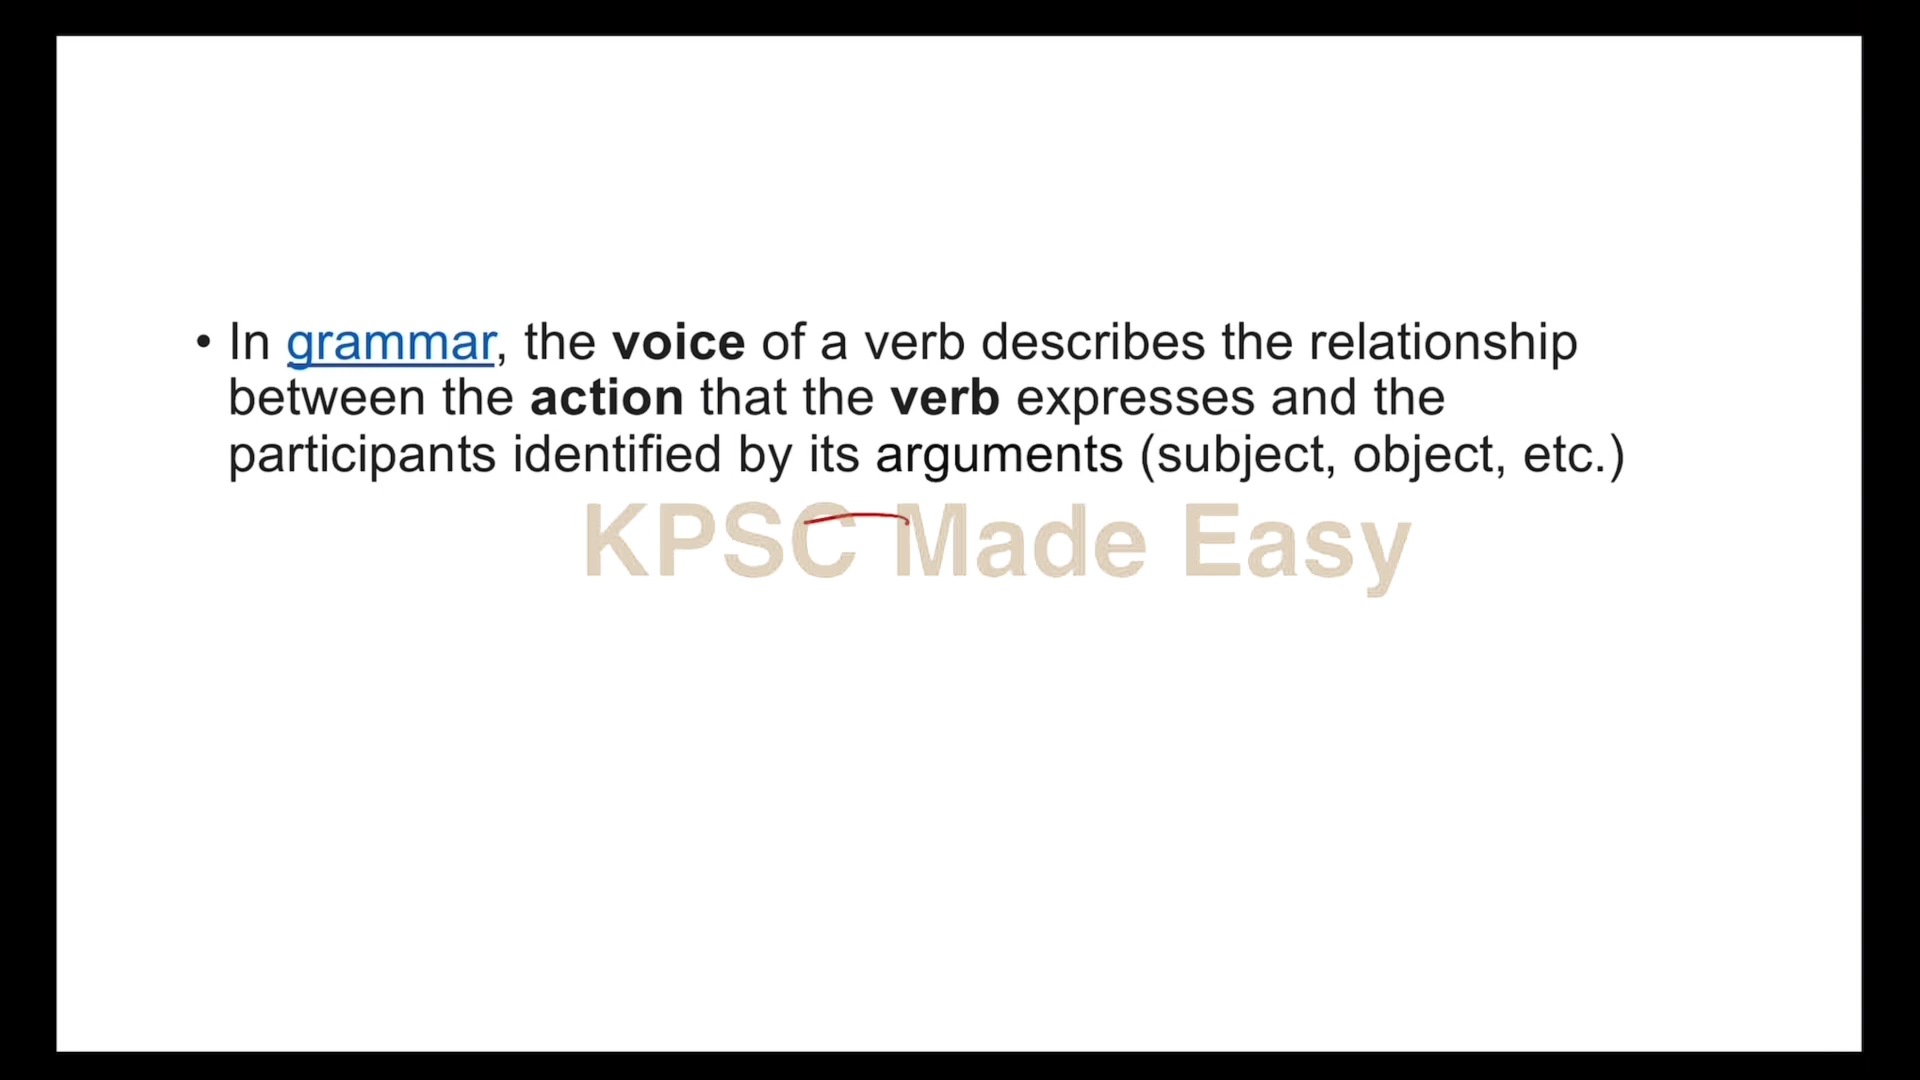 • In grammar, the voice of a verb describes the relationship
between the action that the verb expresses and the
participants identified by its arguments (subject, object, etc.)
KPSC Made Easy